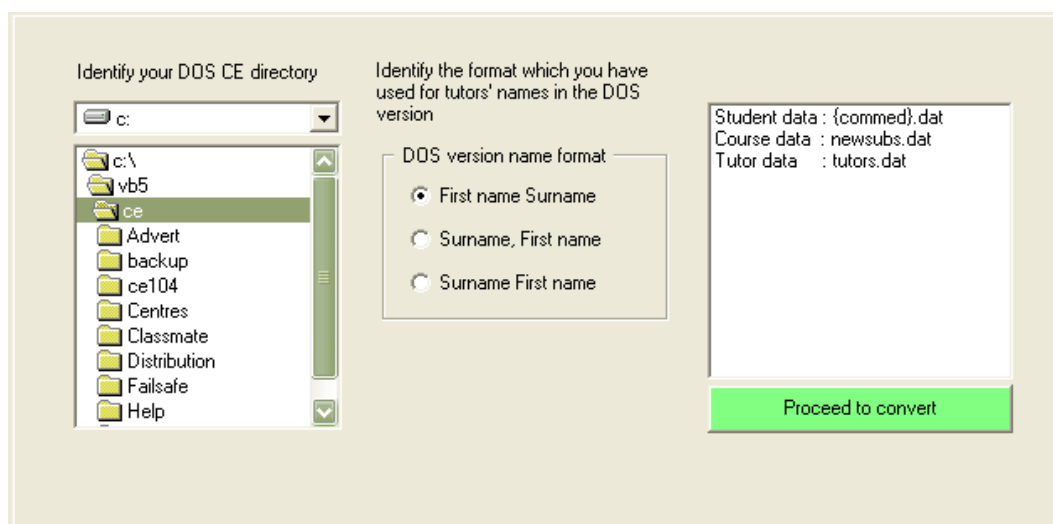 Identify your DOS CE directory
c:
c:\
vb5
ce
Advert
backup
ce104
Centres
Classmate
Distribution
Failsafe
Help
Identify the format which you have
used for tutors' names in the DOS
version
DOS version name format
First name Surname
Surname, First name
Surname First name
Student data : {commed}.dat
Course data : newsubs.dat
Tutor data : tutors.dat
Proceed to convert